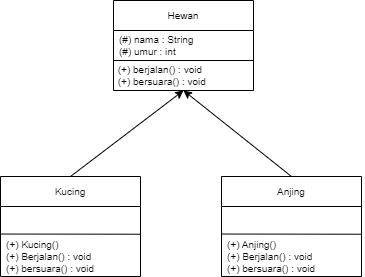 Hewan
(#) nama : String
(#) umur : int
(+) berjalan() : void
(+) bersuara() : void
Kucing
(+) Kucing()
(+) Berjalan() : void
(+) bersuara() : void
Anjing
(+) Anjing()
(+) Berjalan() : void
(+) bersuara() : void